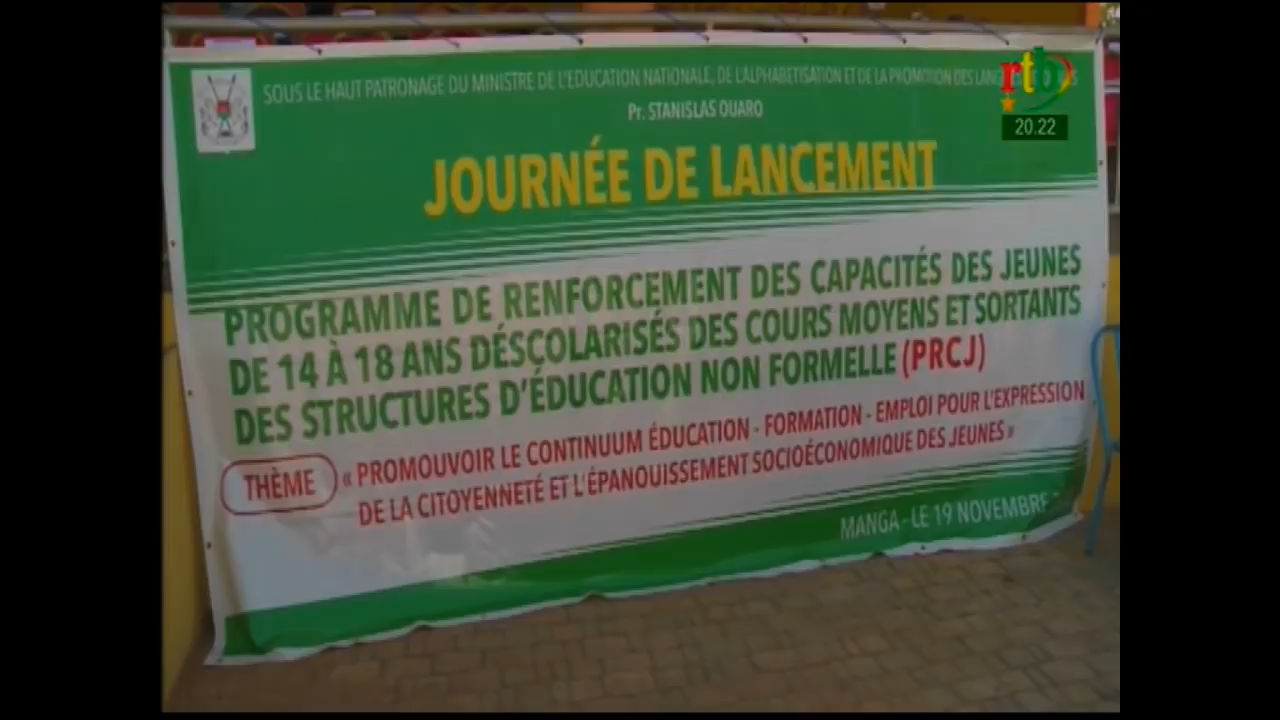 SOUS LE HAUT PATRONAGE DU MINISTRE DE L'EDUCATION NATIONALE, DE L'ALPHABETISATION ET DE LA PROMOTION DES
rtb
Pr. STANISLAS OUARO
20.22
JOURNÉE DE LANCEMENT
PROGRAMME DE RENFORCEMENT DES CAPACITÉS DES JEUNES
DE 14 À 18 ANS DÉSCOLARISÉS DES COURS MOYENS ET SORTANTS
DES STRUCTURES D'ÉDUCATION NON FORMELLE (PRCJ)
THÈME « PROMOUVOIR LE CONTINUUM ÉDUCATION - FORMATION - EMPLOI POUR L'EXPRESSION
DE LA CITOYENNETÉ ET L'ÉPANOUISSEMENT SOCIOÉCONOMIQUE DES JEUNES »
MANGA - LE 19 NOVEMBRE